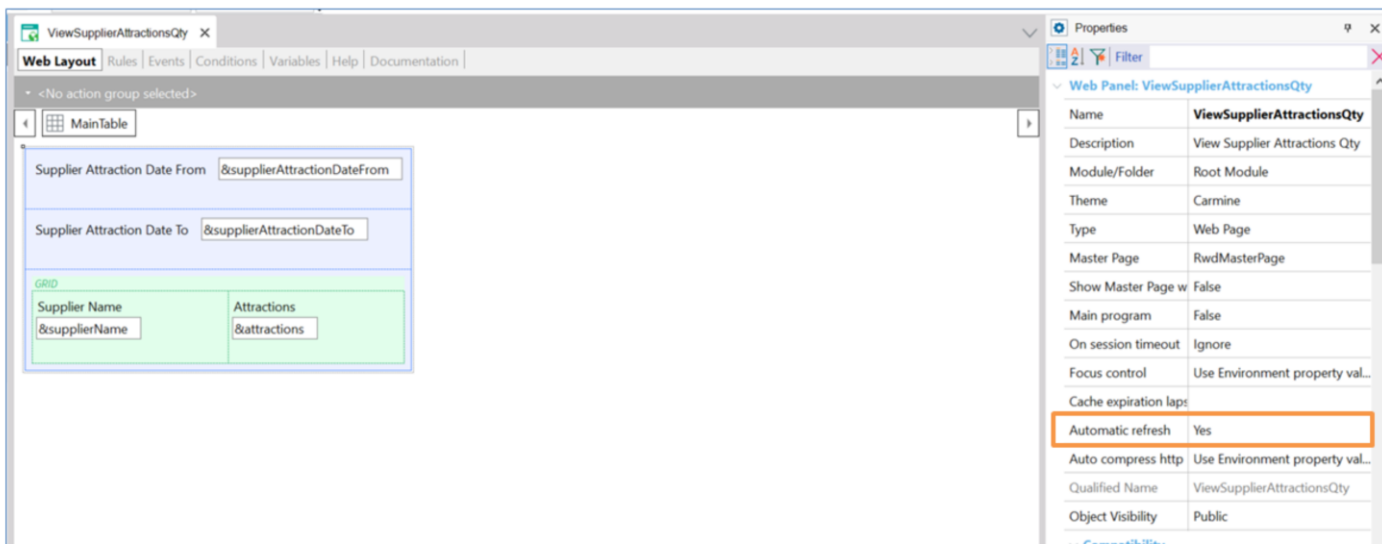 ViewSupplierAttractionsQty
Web Layout Rules Events Conditions Variables Help Documentation
<No action group selected>
MainTable
Supplier Attraction Date From &supplierAttractionDateFrom
Supplier Attraction Date To &supplierAttractionDateTo
GRID
Supplier Name Attractions
&supplierName &attractions
Properties
Filter
Web Panel: ViewSupplierAttractionsQty
Name ViewSupplierAttractionsQty
Description View Supplier Attractions Qty
Module/Folder Root Module
Theme Carmine
Type Web Page
Master Page RwdMasterPage
Show Master Page w False
Main program False
On session timeout Ignore
Focus control Use Environment property val...
Cache expiration laps
Automatic refresh Yes
Auto compress http Use Environment property val...
Qualified Name ViewSupplierAttractionsQty
Object Visibility Public
Compatibility